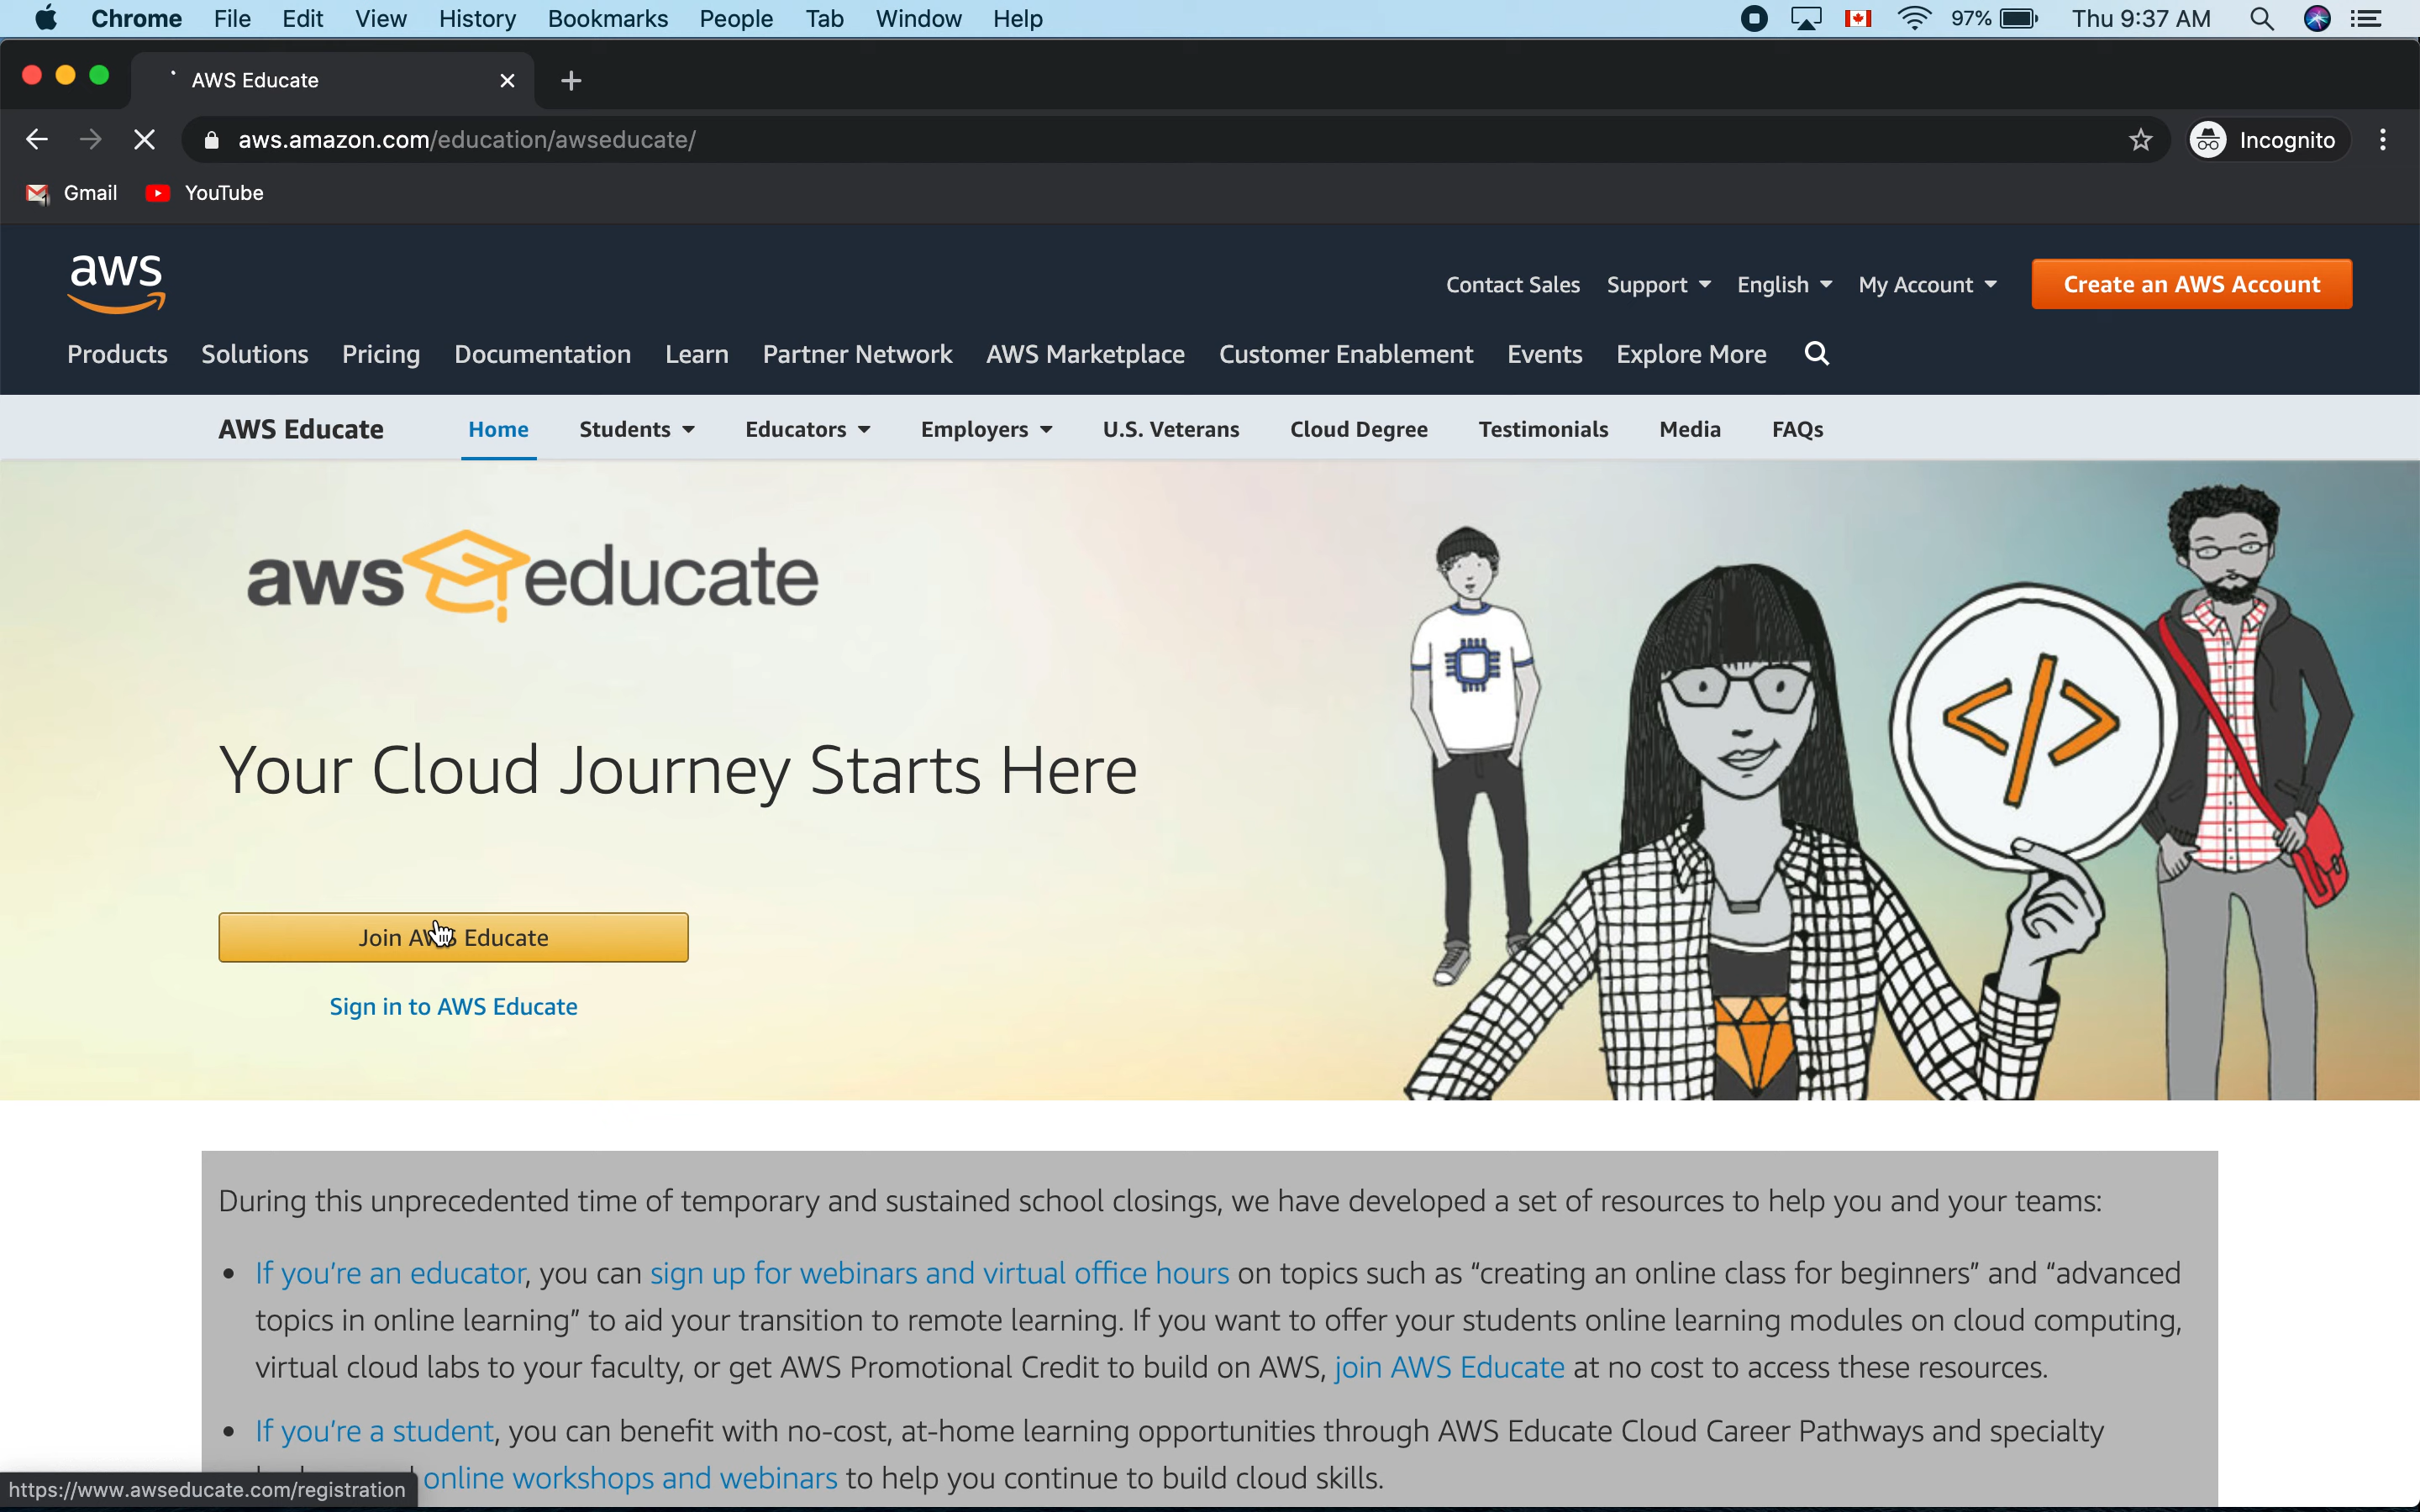 Chrome File Edit View History Bookmarks People Tab Window Help 97% Thu 9:37 AM
AWS Educate
aws.amazon.com/education/awseducate/ Incognito
Gmail YouTube
aws
Contact Sales Support English My Account Create an AWS Account
Products Solutions Pricing Documentation Learn Partner Network AWS Marketplace Customer Enablement Events Explore More
AWS Educate Home Students Educators Employers U.S. Veterans Cloud Degree Testimonials Media FAQs
aws educate
</>
Your Cloud Journey Starts Here
Join AWS Educate
Sign in to AWS Educate
During this unprecedented time of temporary and sustained school closings, we have developed a set of resources to help you and your teams:
• If you're an educator, you can sign up for webinars and virtual office hours on topics such as “creating an online class for beginners” and “advanced
topics in online learning” to aid your transition to remote learning. If you want to offer your students online learning modules on cloud computing,
virtual cloud labs to your faculty, or get AWS Promotional Credit to build on AWS, join AWS Educate at no cost to access these resources.
• If you're a student, you can benefit with no-cost, at-home learning opportunities through AWS Educate Cloud Career Pathways and specialty
online workshops and webinars to help you continue to build cloud skills.
https://www.awseducate.com/registration